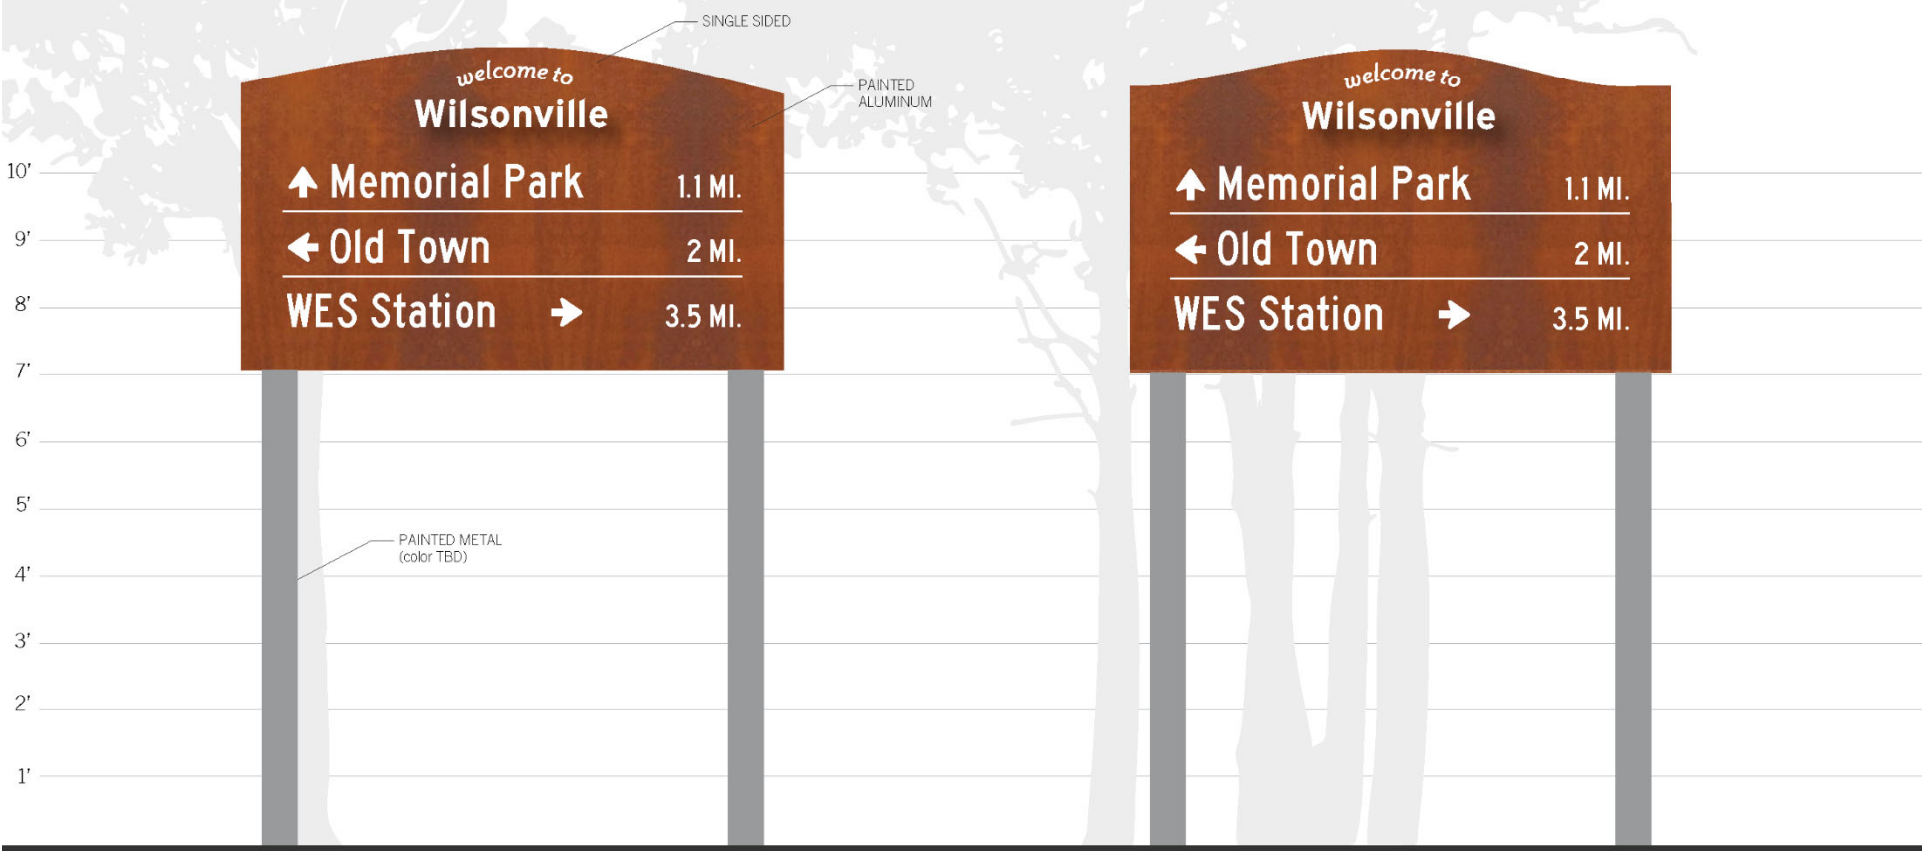 SINGLE SIDED
PAINTED
ALUMINUM
welcome to
Wilsonville
Memorial Park 1.1 MI.
Old Town 2 MI.
WES Station 3.5 MI.
welcome to
Wilsonville
Memorial Park 1.1 MI.
Old Town 2 MI.
WES Station 3.5 MI.
10'
9'
8'
7'
6'
5'
4'
3'
2'
1'
PAINTED METAL
(color TBD)